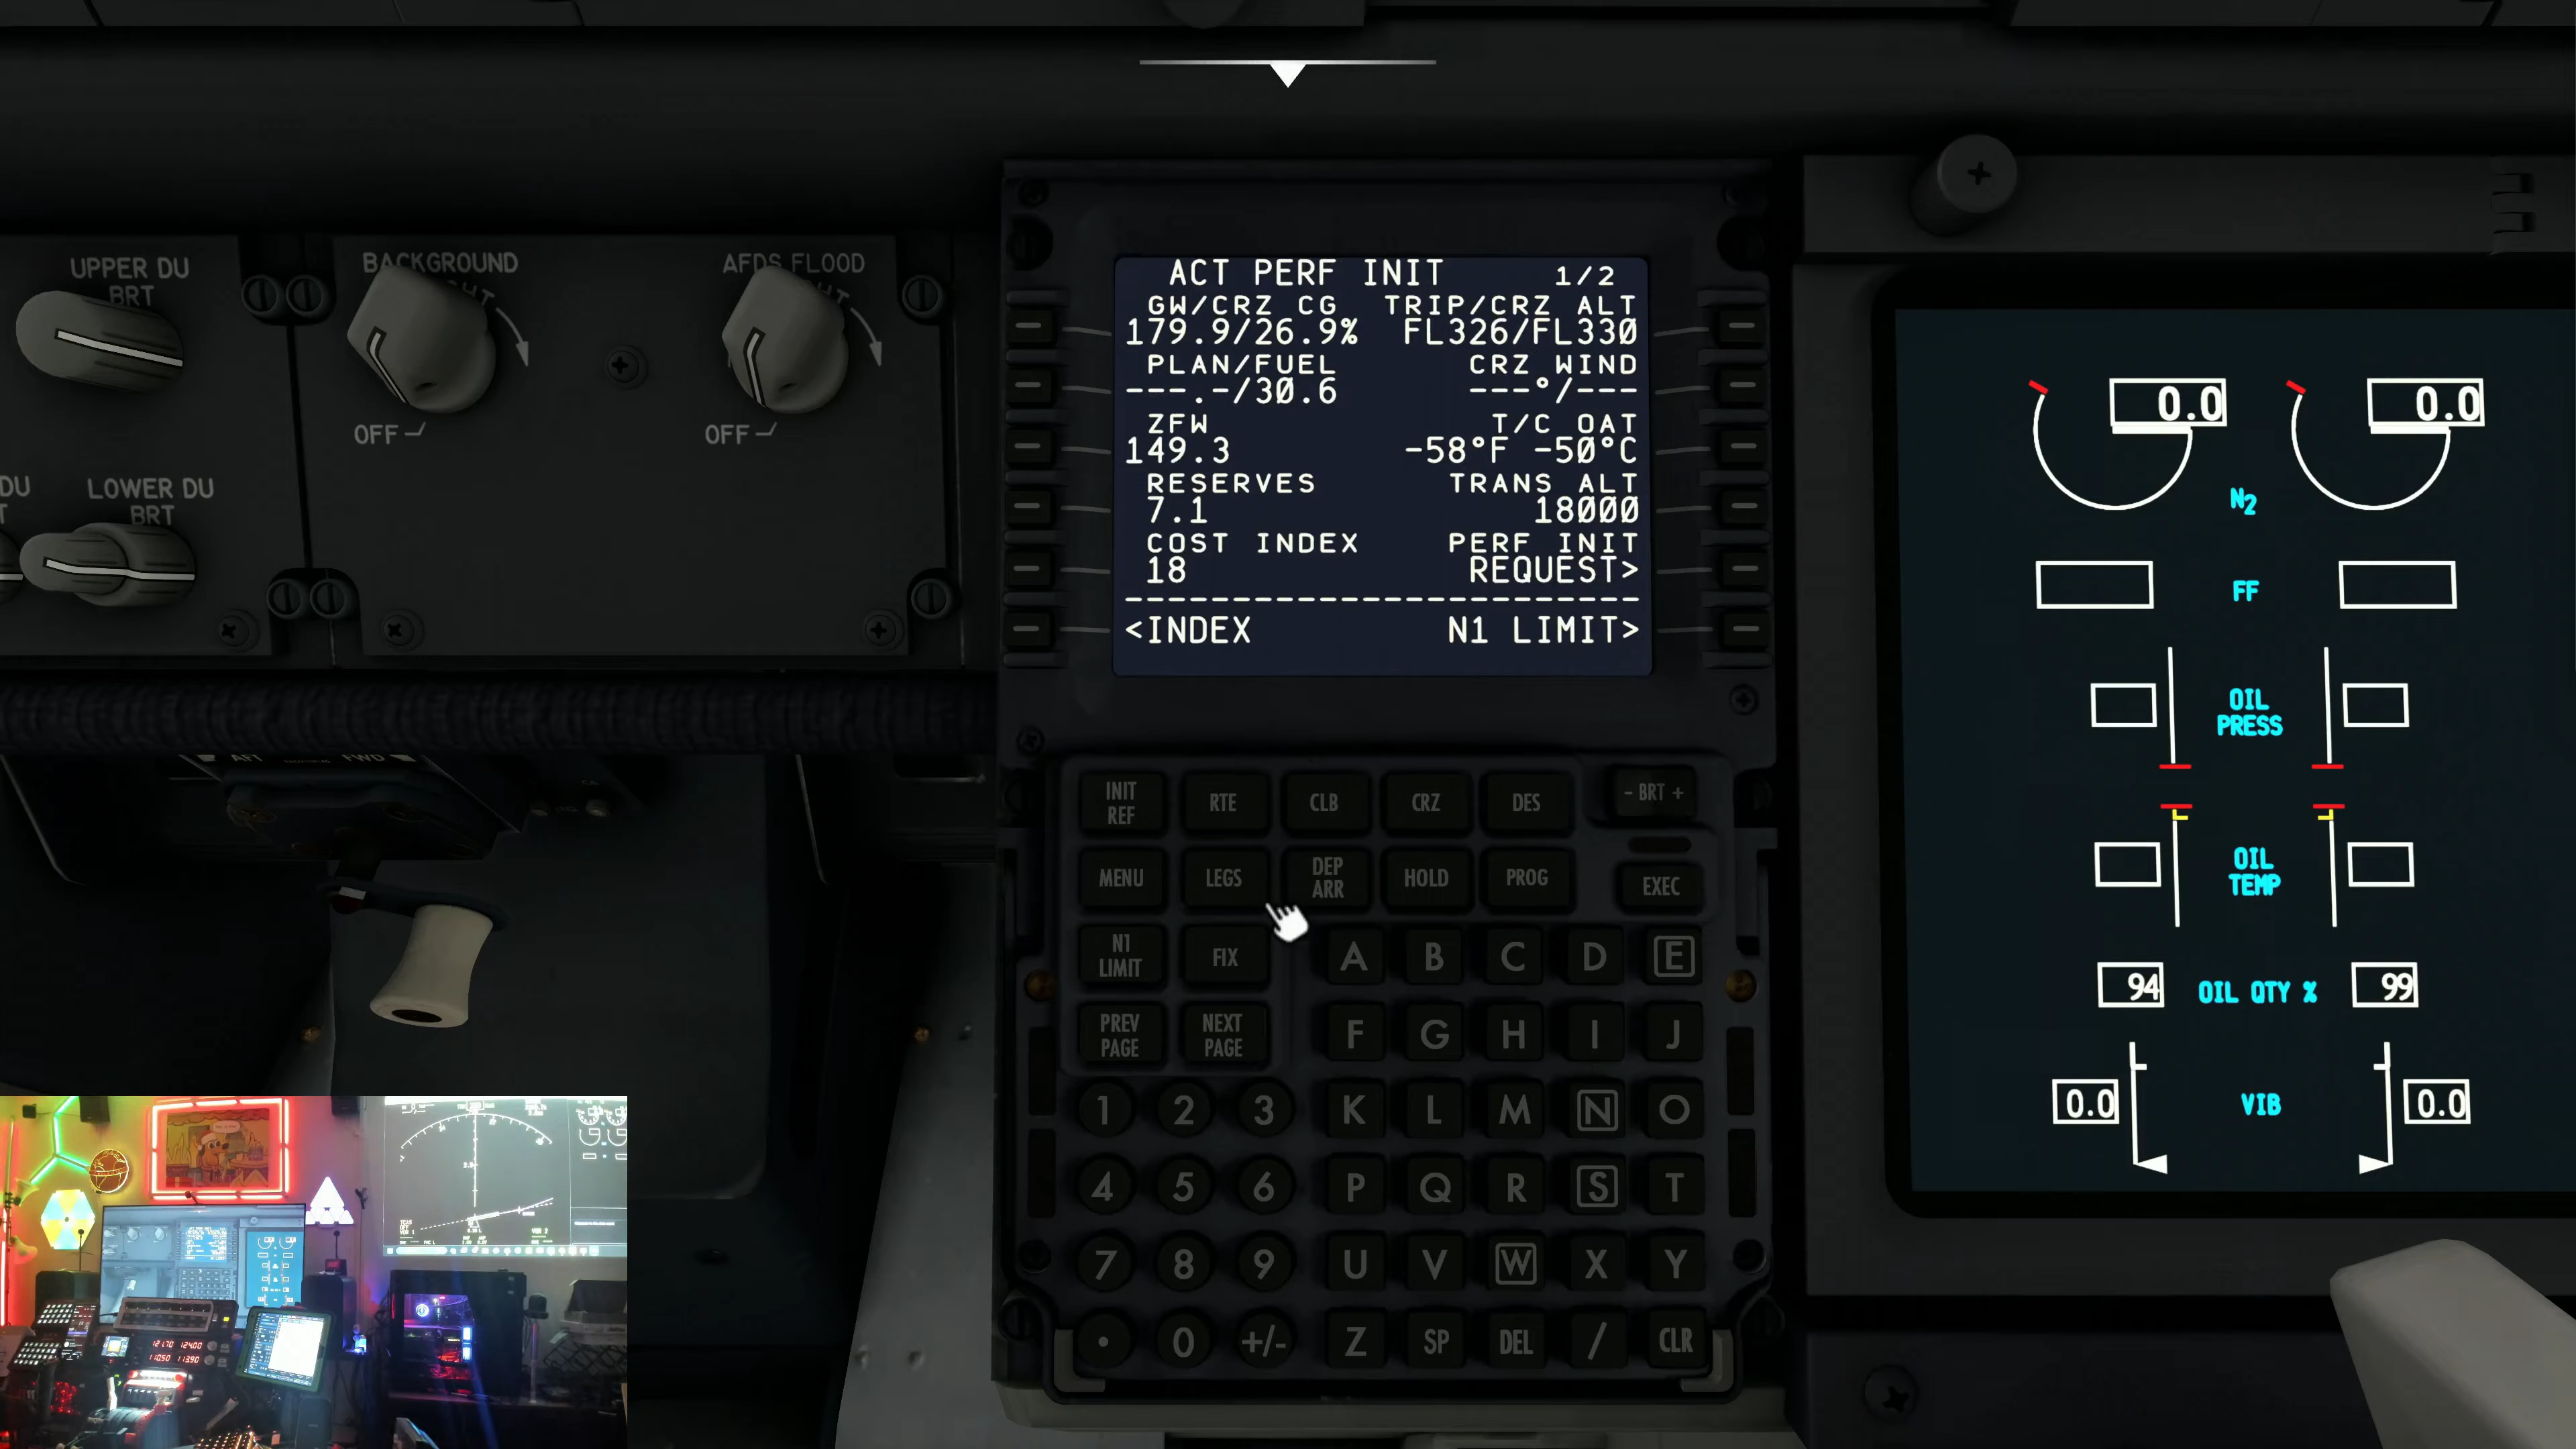 UPPER DU
BRT
BACKGROUND
AFDS FLOOD
OFF
OFF
DU
LOWER DU
BRT
AFT
FWD
ACT PERF INIT 1/2
GW/CRZ CG TRIP/CRZ ALT
179.9/26.9% FL326/FL330
PLAN/FUEL CRZ WIND
---.-/30.6 ---°/---
ZFW T/C OAT
149.3 -58°F -50°C
RESERVES TRANS ALT
7.1 18000
COST INDEX PERF INIT
18 REQUEST>
------------------------
<INDEX N1 LIMIT>
INIT REF RTE CLB CRZ DES - BRT +
MENU LEGS DEP ARR HOLD PROG EXEC
N1 LIMIT FIX A B C D E
PREV PAGE NEXT PAGE F G H I J
1 2 3 K L M N O
4 5 6 P Q R S T
7 8 9 U V W X Y
. 0 +/- Z SP DEL / CLR
0.0 0.0
N2
FF
OIL
PRESS
OIL
TEMP
94 OIL QTY % 99
0.0 VIB 0.0